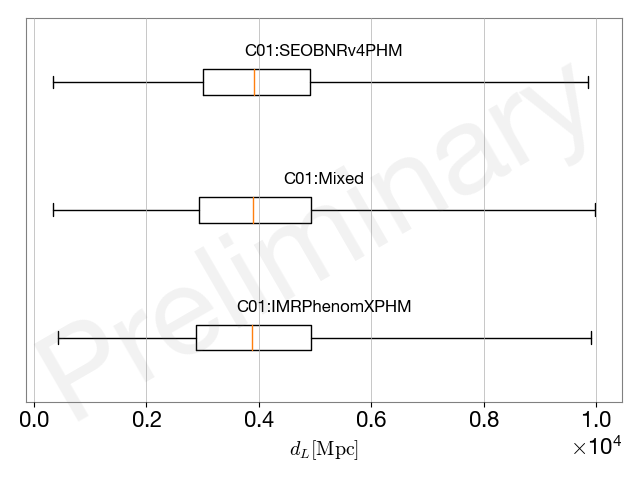 C01:SEOBNRv4PHM
C01:Mixed
C01:IMRPhenomXPHM
Preliminary
0.0 0.2 0.4 0.6 0.8 1.0
×10⁴
d_L[Mpc]